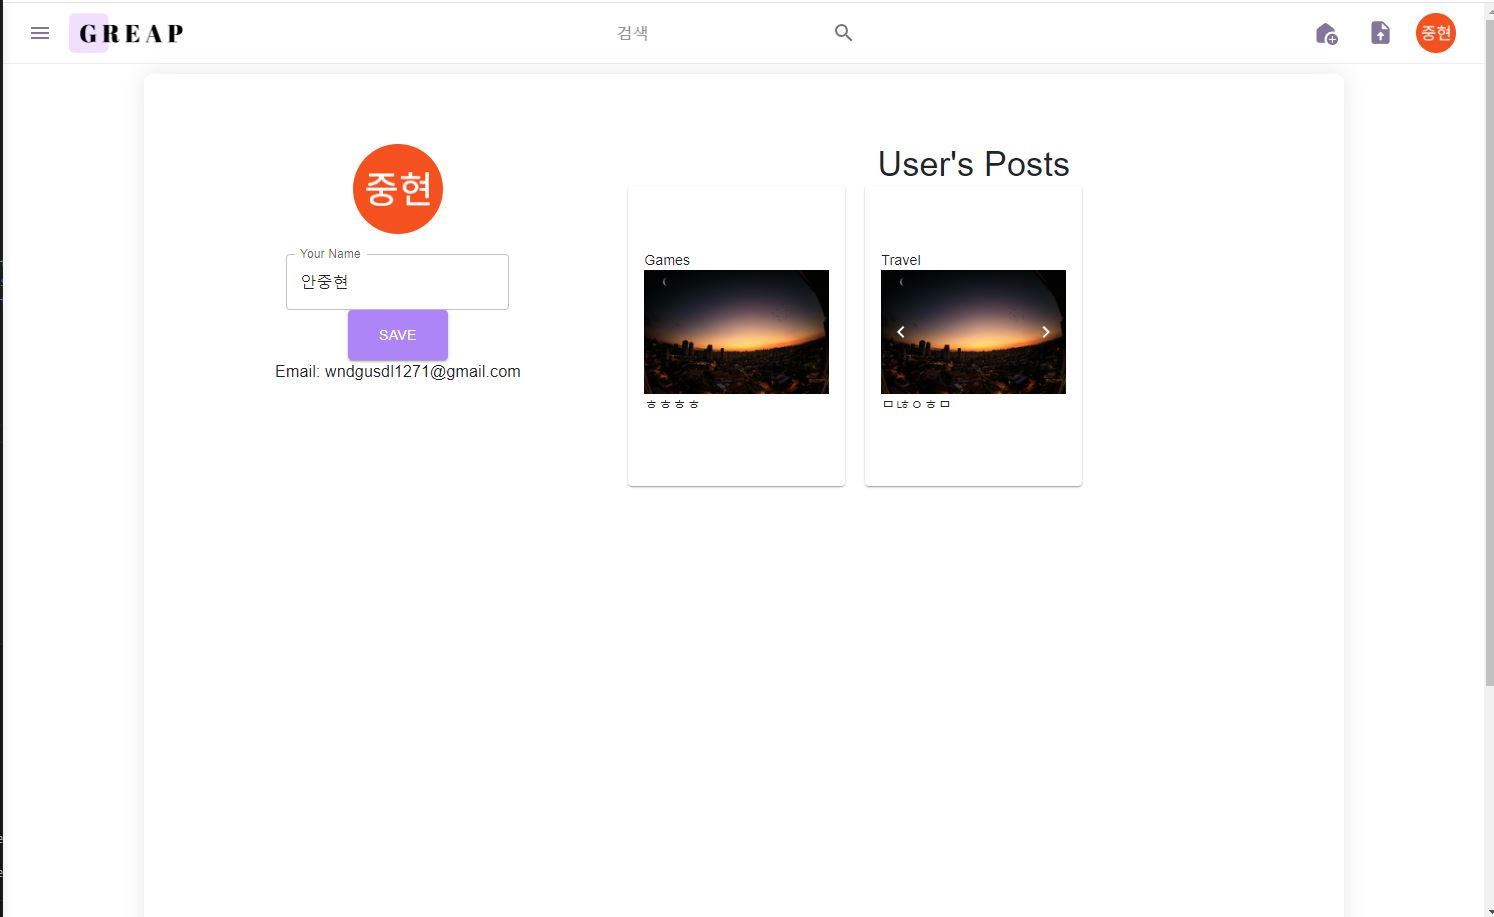 GREAP
검색
중현
중현
Your Name
안중현
SAVE
Email: wndgusdl1271@gmail.com
User's Posts
Games
ㅎㅎㅎㅎ
Travel
ㅁㄶㅇㅎㅁ